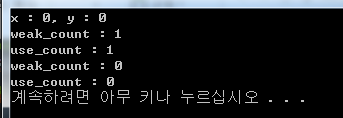 x : 0, y : 0
weak_count : 1
use_count : 1
weak_count : 0
use_count : 0
계속하려면 아무 키나 누르십시오 . . .